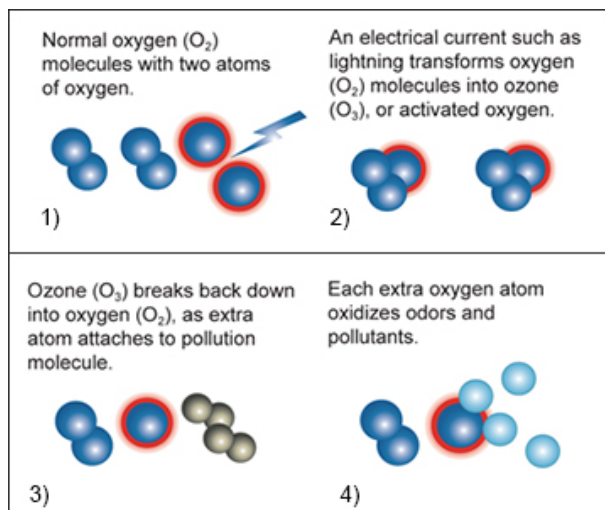 Normal oxygen (O₂)
molecules with two atoms
of oxygen.
1)
An electrical current such as
lightning transforms oxygen
(O₂) molecules into ozone
(O₃), or activated oxygen.
2)
Ozone (O₃) breaks back down
into oxygen (O₂), as extra
atom attaches to pollution
molecule.
3)
Each extra oxygen atom
oxidizes odors and
pollutants.
4)